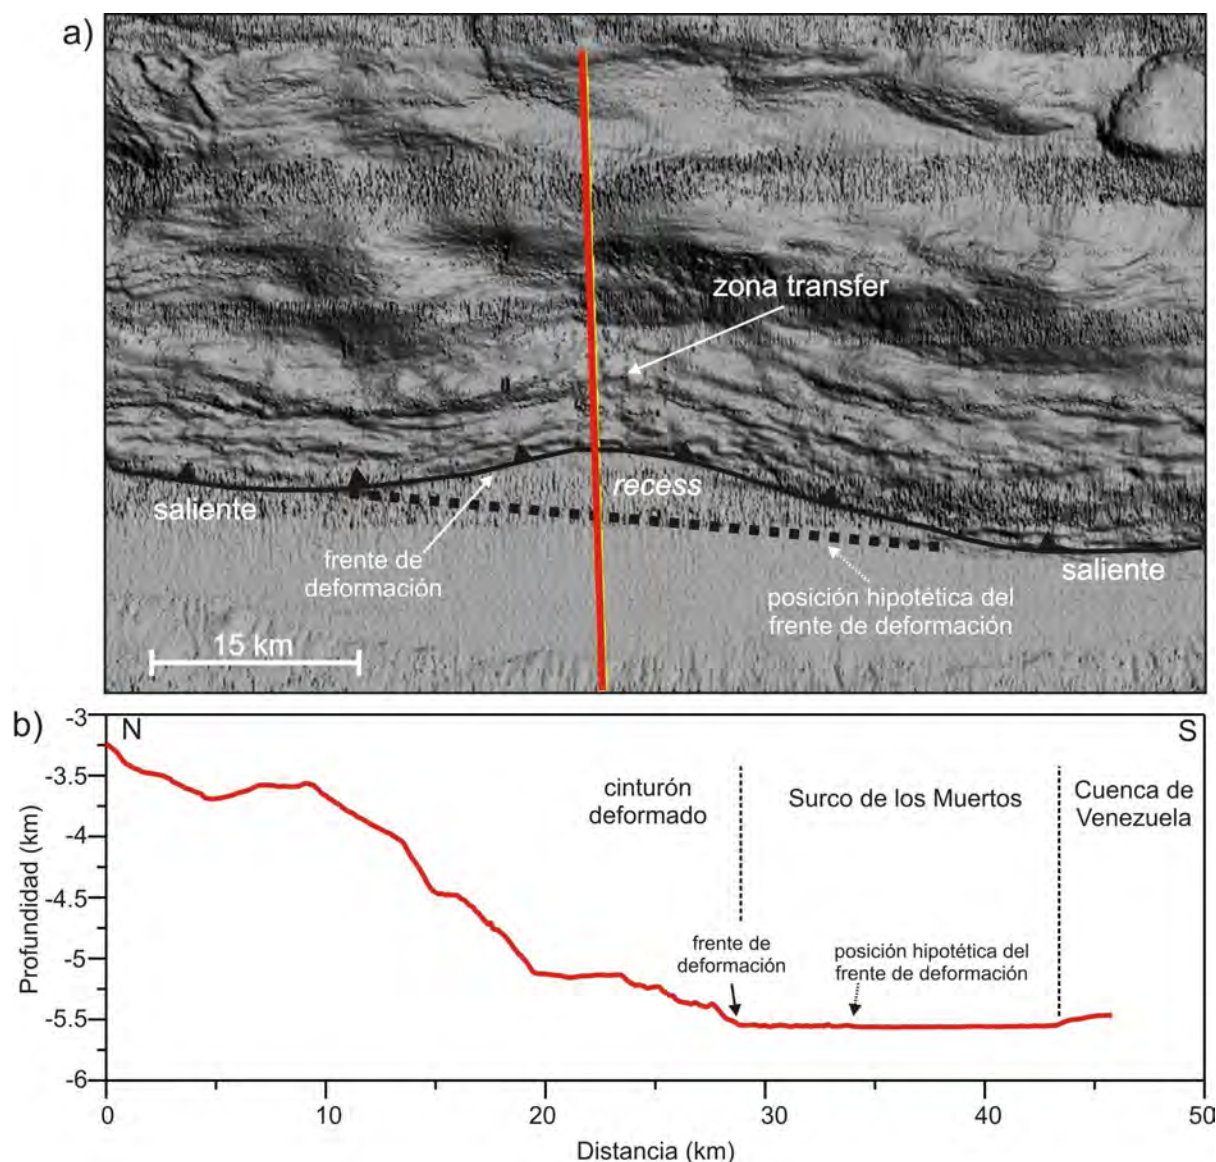 a)
zona transfer
recess
saliente
frente de
deformación
saliente
posición hipotética del
frente de deformación
15 km
b)
-3
N
S
-3.5
cinturón
deformado
Surco de los Muertos
Cuenca de
Venezuela
-4
-4.5
frente de
deformación
posición hipotética del
frente de deformación
-5
-5.5
-6
Profundidad (km)
0
10
20
30
40
50
Distancia (km)